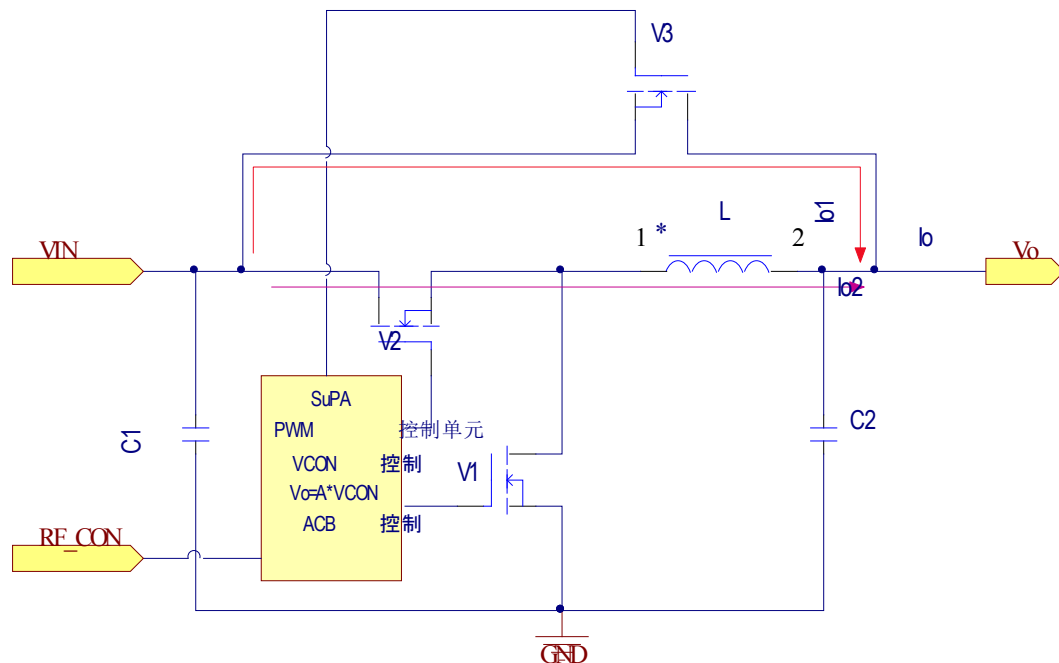 V3
VIN
1 *
L
2
Io1
Io
Vo
Io2
V2
C1
SuPA
PWM 控制单元
VCON 控制
Vo=A*VCON
ACB 控制
V1
C2
RF_CON
GND